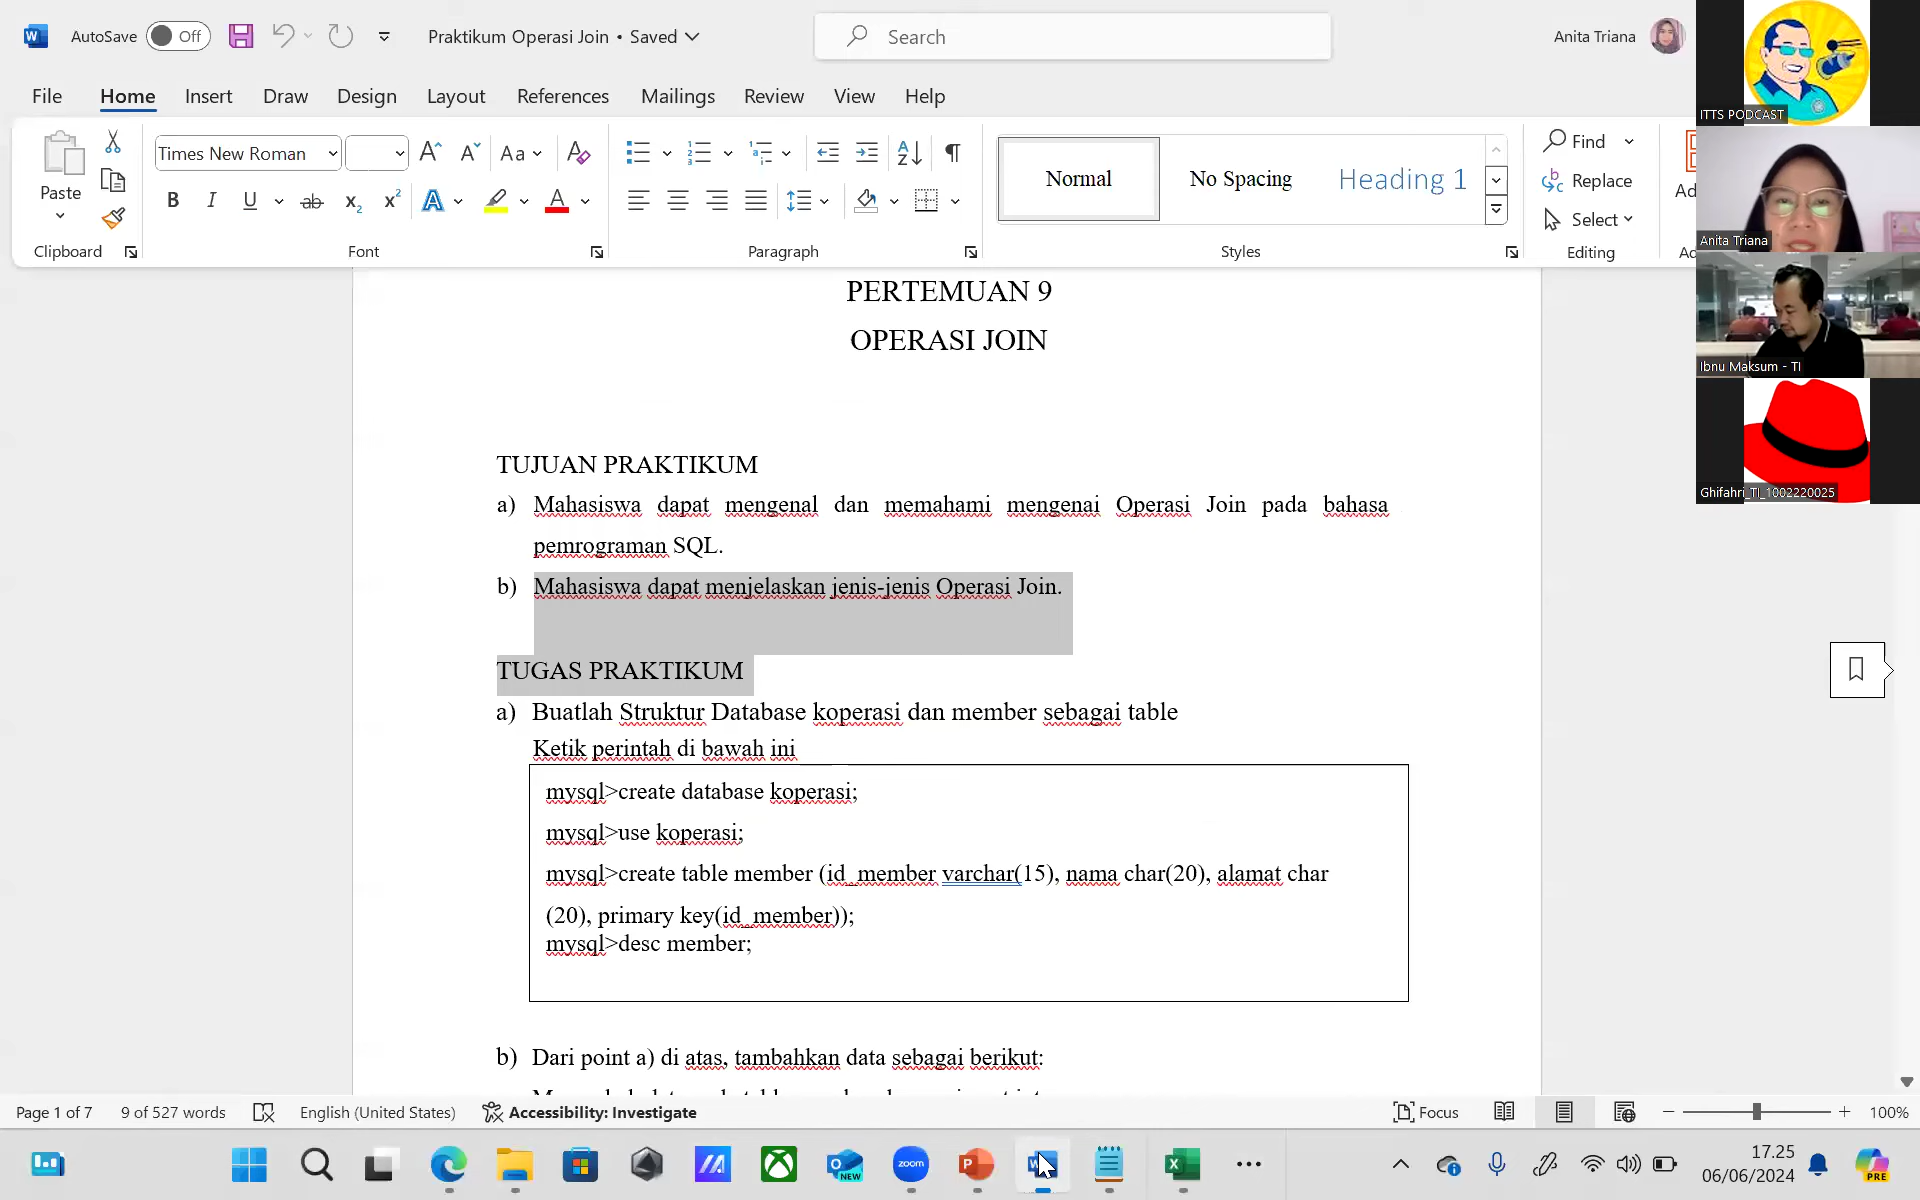 AutoSave Off Praktikum Operasi Join • Saved Search Anita Triana
File Home Insert Draw Design Layout References Mailings Review View Help
Paste
Times New Roman
Aa
Normal
No Spacing
Heading 1
Find
Replace
Select
Clipboard Font Paragraph Styles Editing
ITTS PODCAST
Anita Triana
Ibnu Maksum - TI
Ghifahri_TI_1002220025
PERTEMUAN 9
OPERASI JOIN
TUJUAN PRAKTIKUM
a) Mahasiswa dapat mengenal dan memahami mengenai Operasi Join pada bahasa
pemrograman SQL.
b) Mahasiswa dapat menjelaskan jenis-jenis Operasi Join.
TUGAS PRAKTIKUM
a) Buatlah Struktur Database koperasi dan member sebagai table
Ketik perintah di bawah ini
mysql>create database koperasi;
mysql>use koperasi;
mysql>create table member (id_member varchar(15), nama char(20), alamat char
(20), primary key(id_member));
mysql>desc member;
b) Dari point a) di atas, tambahkan data sebagai berikut:
Page 1 of 7 9 of 527 words English (United States) Accessibility: Investigate Focus 100%
NEW
zoom
17.25
06/06/2024
PRE